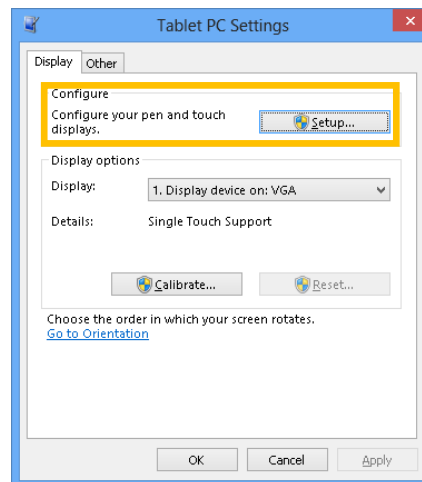 Tablet PC Settings
Display Other
Configure
Configure your pen and touch
displays.
Setup...
Display options
Display: 1. Display device on: VGA
Details: Single Touch Support
Calibrate... Reset...
Choose the order in which your screen rotates.
Go to Orientation
OK Cancel Apply